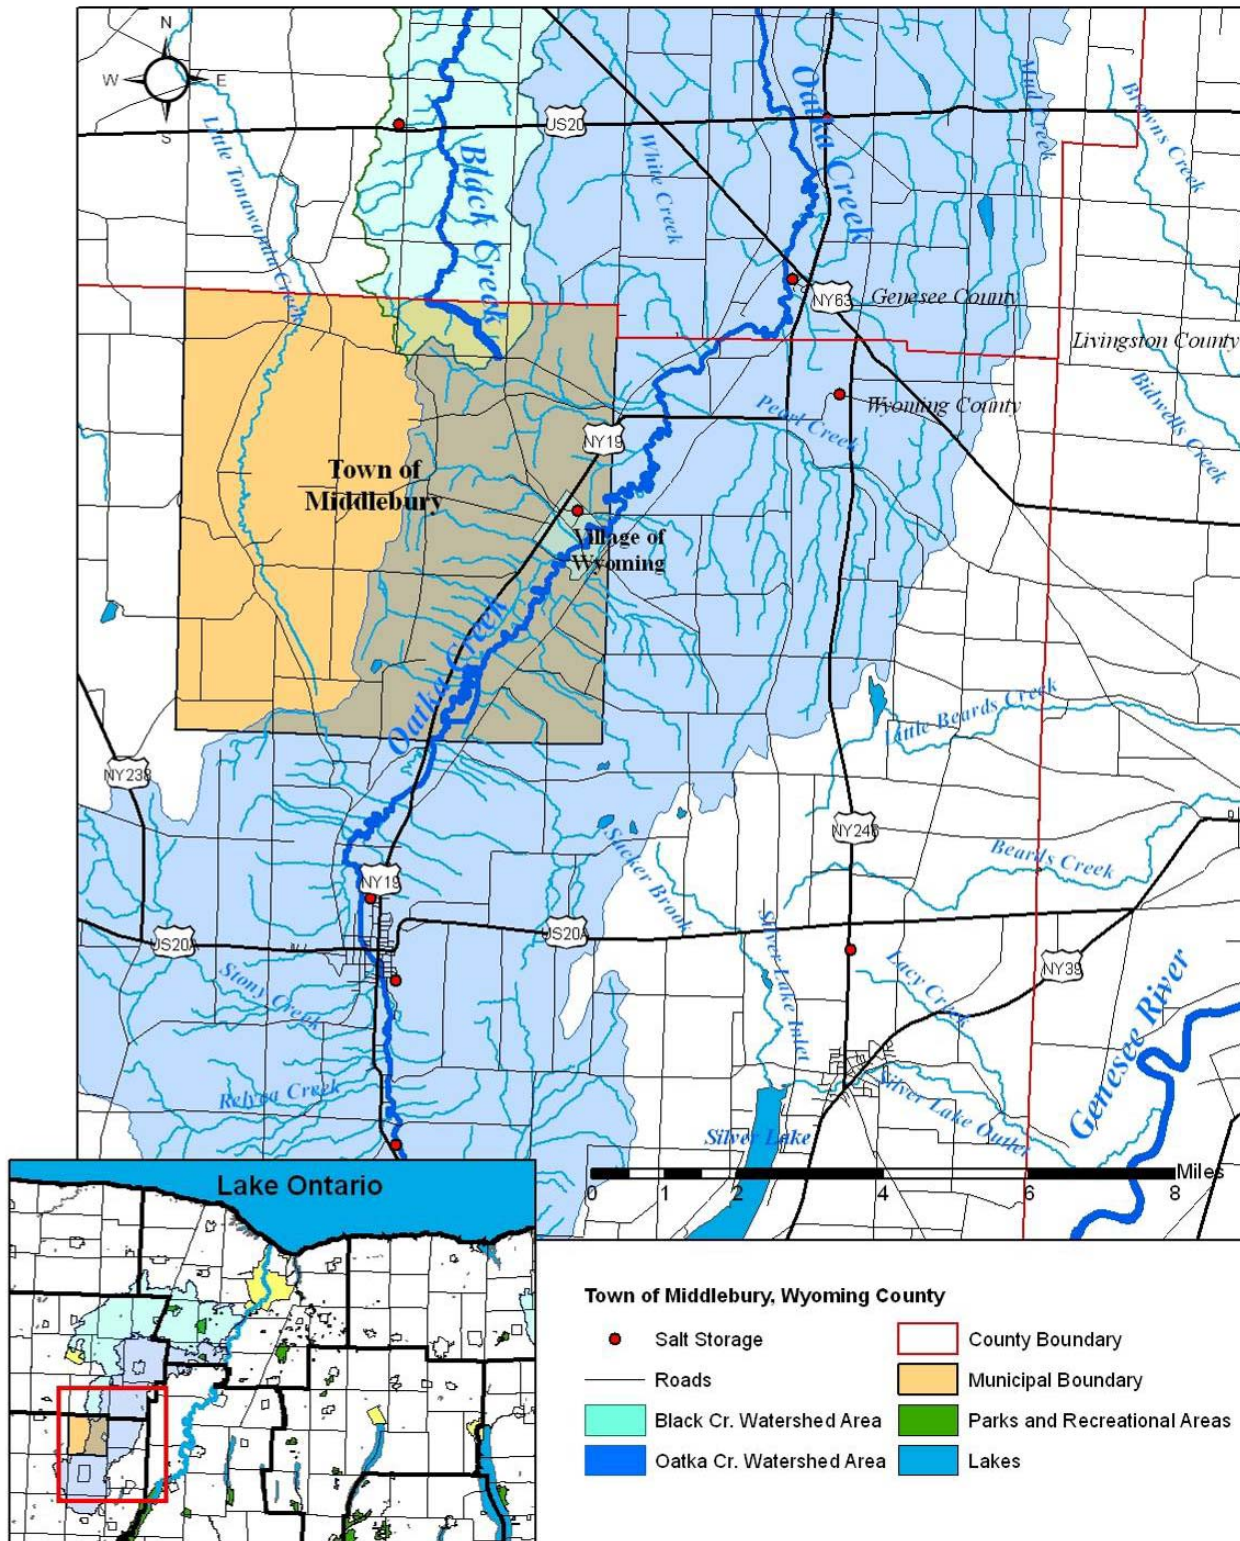 N
W E
S
Little Tonawanda Creek
Black Creek
US20
White Creek
Oatka Creek
Mud Creek
Browns Creek
NY63
Genesee County
Livingston County
Wyoming County
Bidwells Creek
Pearl Creek
NY19
Town of
Middlebury
Village of
Wyoming
Oatka Creek
Little Beards Creek
NY238
NY246
Sucker Brook
Beards Creek
NY19
US20A
US20A
Silver Lake Inlet
Lacy Creek
NY39
Stony Creek
Relyea Creek
Genesee River
Silver Lake
Silver Lake Outlet
0 1 2 4 6 8 Miles
Lake Ontario
Town of Middlebury, Wyoming County
Salt Storage
Roads
Black Cr. Watershed Area
Oatka Cr. Watershed Area
County Boundary
Municipal Boundary
Parks and Recreational Areas
Lakes